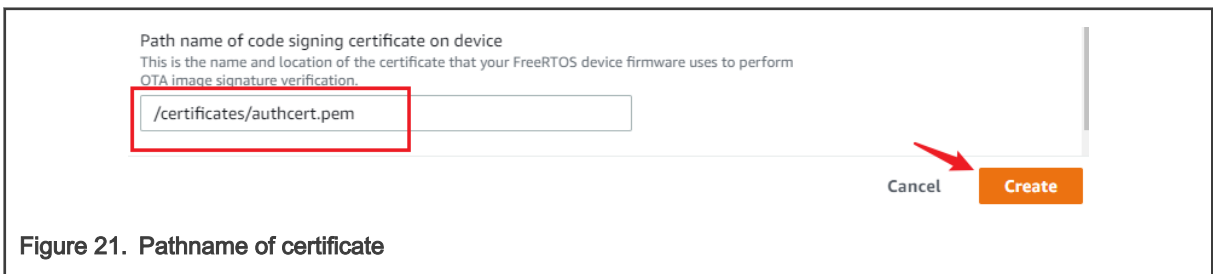 Path name of code signing certificate on device
This is the name and location of the certificate that your FreeRTOS device firmware uses to perform
OTA image signature verification.
/certificates/authcert.pem
Cancel
Create
Figure 21. Pathname of certificate